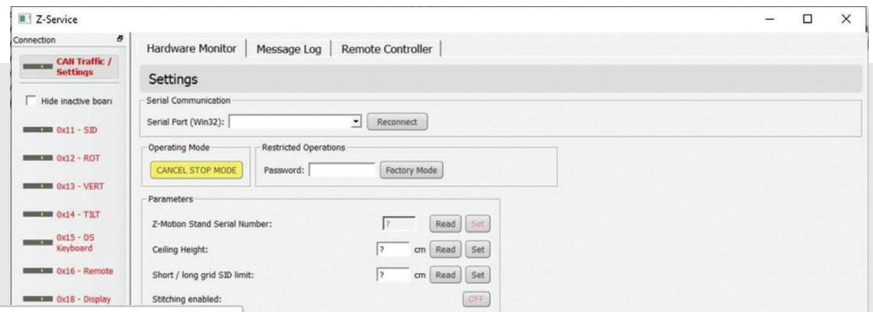 Z-Service
Connection
CAN Traffic /
Settings
Hide inactive board
0x11 - SID
0x12 - ROT
0x13 - VERT
0x14 - TILT
0x15 - DS
Keyboard
0x16 - Remote
0x18 - Display
Hardware Monitor Message Log Remote Controller
Settings
Serial Communication
Serial Port (Win32): Reconnect
Operating Mode
CANCEL STOP MODE
Restricted Operations
Password: Factory Mode
Parameters
Z-Motion Stand Serial Number: ? Read Set
Ceiling Height: ? cm Read Set
Short / long grid SID limit: ? cm Read Set
Stitching enabled: OFF